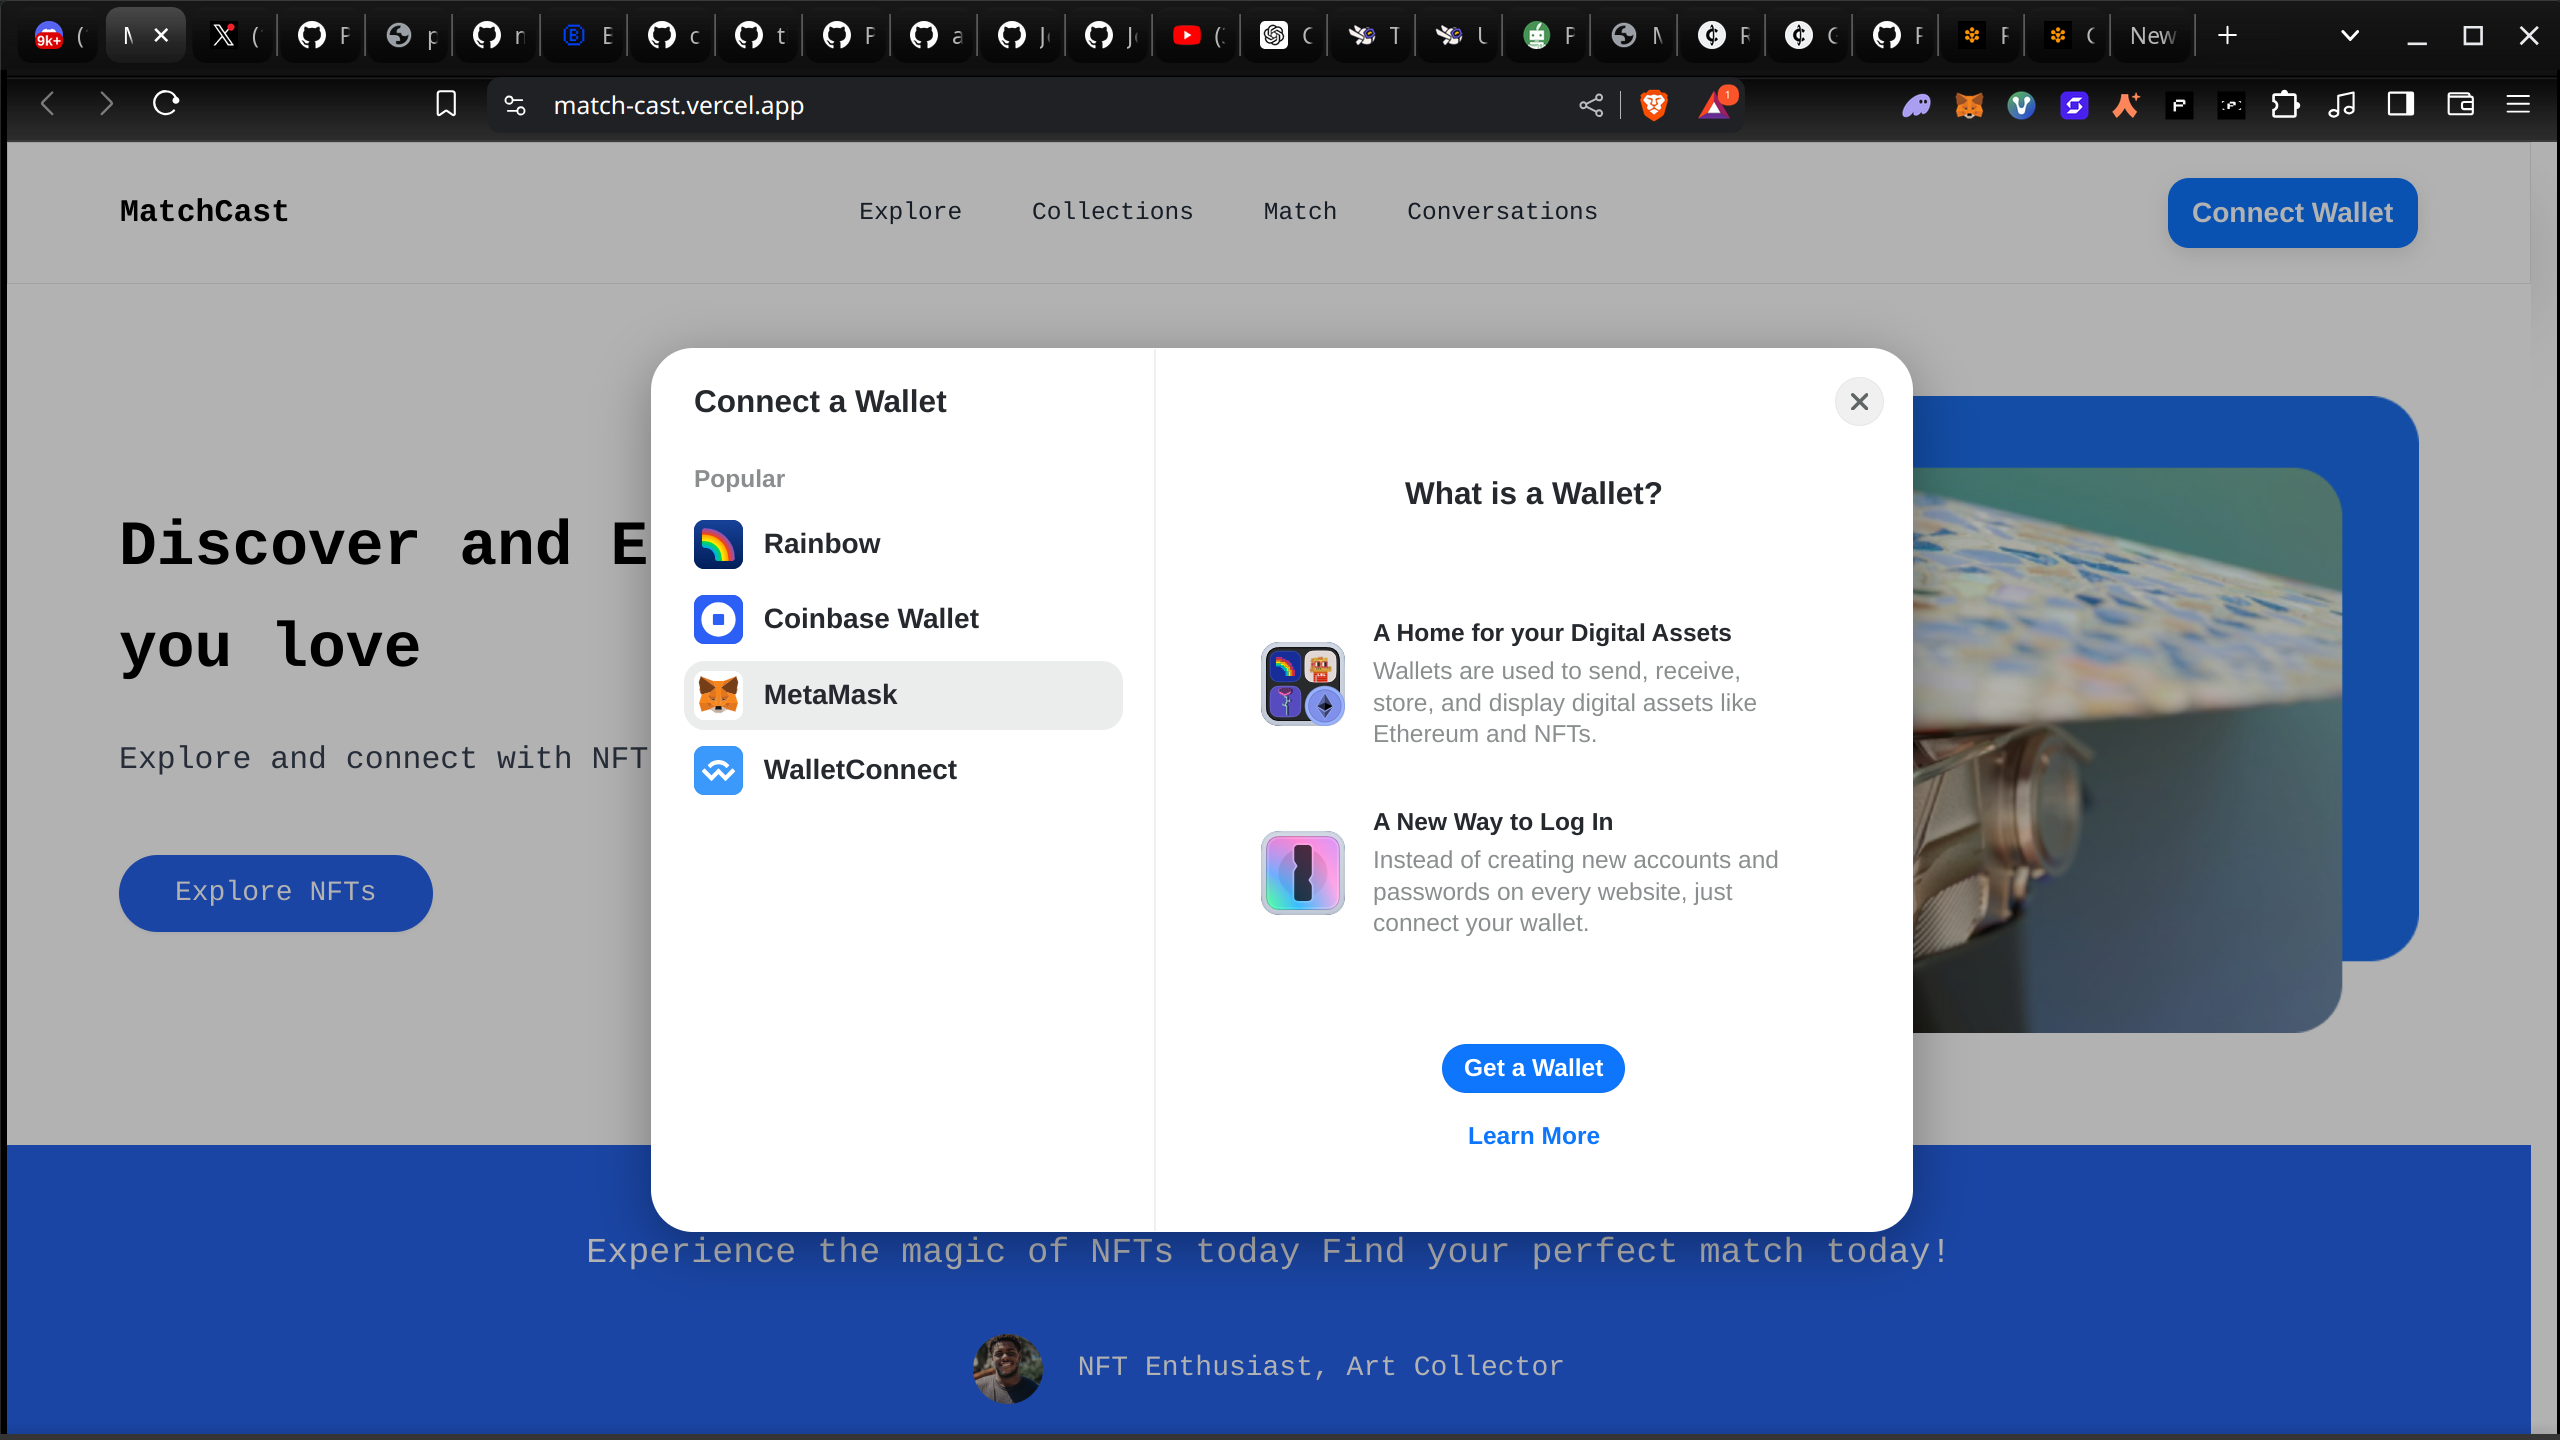 9k+
New
match-cast.vercel.app
1
MatchCast
Explore
Collections
Match
Conversations
Connect Wallet
Connect a Wallet
Popular
Rainbow
Coinbase Wallet
MetaMask
WalletConnect
What is a Wallet?
A Home for your Digital Assets
Wallets are used to send, receive,
store, and display digital assets like
Ethereum and NFTs.
A New Way to Log In
Instead of creating new accounts and
passwords on every website, just
connect your wallet.
Get a Wallet
Learn More
Discover and E
you love
Explore and connect with NFT
Explore NFTs
Experience the magic of NFTs today Find your perfect match today!
NFT Enthusiast, Art Collector